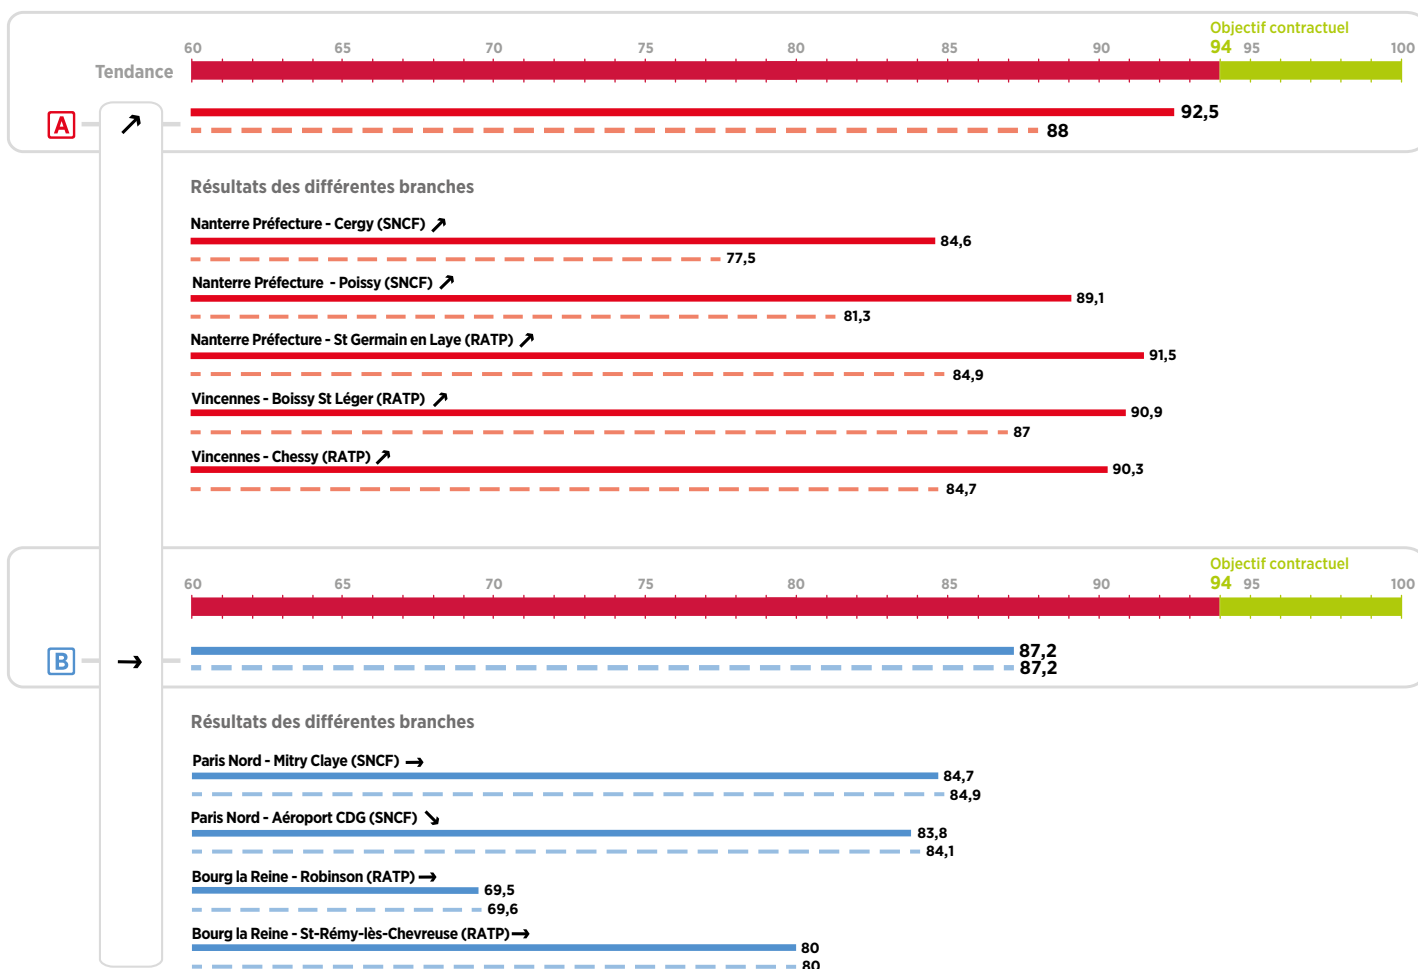 Objectif contractuel
60 65 70 75 80 85 90 94 95 100
Tendance
A ↗ 92,5
88
Résultats des différentes branches
Nanterre Préfecture - Cergy (SNCF) ↗
84,6
77,5
Nanterre Préfecture - Poissy (SNCF) ↗
89,1
81,3
Nanterre Préfecture - St Germain en Laye (RATP) ↗
91,5
84,9
Vincennes - Boissy St Léger (RATP) ↗
90,9
87
Vincennes - Chessy (RATP) ↗
90,3
84,7
Objectif contractuel
60 65 70 75 80 85 90 94 95 100
B → 87,2
87,2
Résultats des différentes branches
Paris Nord - Mitry Claye (SNCF) →
84,7
84,9
Paris Nord - Aéroport CDG (SNCF) ↘
83,8
84,1
Bourg la Reine - Robinson (RATP) →
69,5
69,6
Bourg la Reine - St-Rémy-lès-Chevreuse (RATP) →
80
80